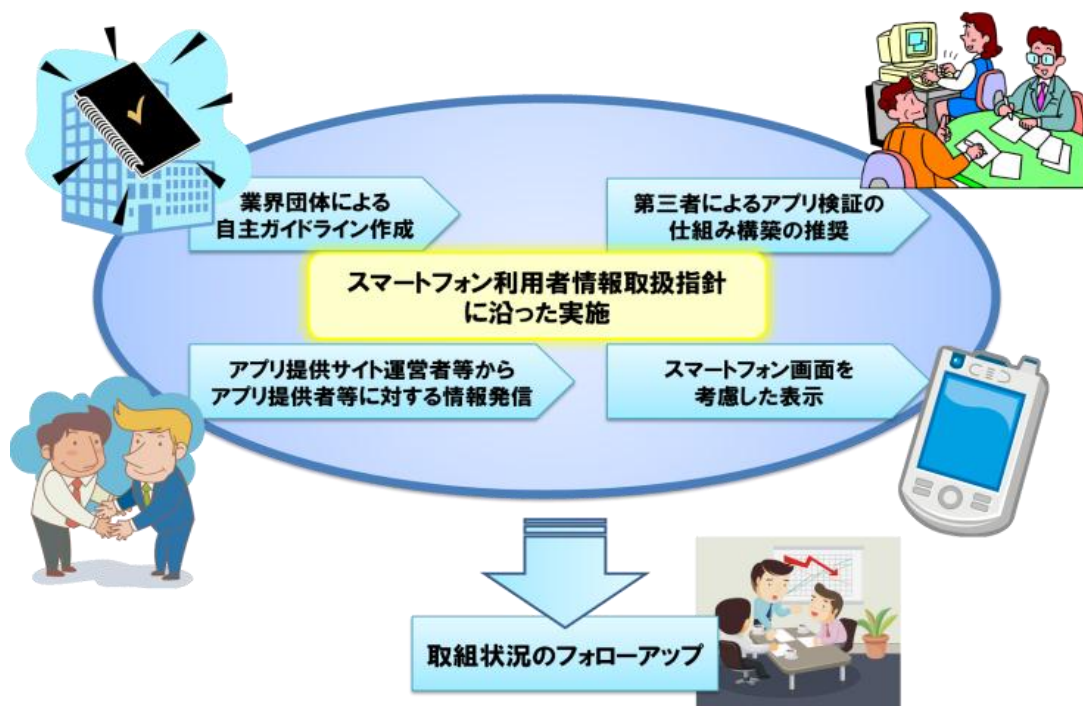 業界団体による
自主ガイドライン作成
第三者によるアプリ検証の
仕組み構築の推奨
スマートフォン利用者情報取扱指針
に沿った実施
アプリ提供サイト運営者等から
アプリ提供者等に対する情報発信
スマートフォン画面を
考慮した表示
取組状況のフォローアップ